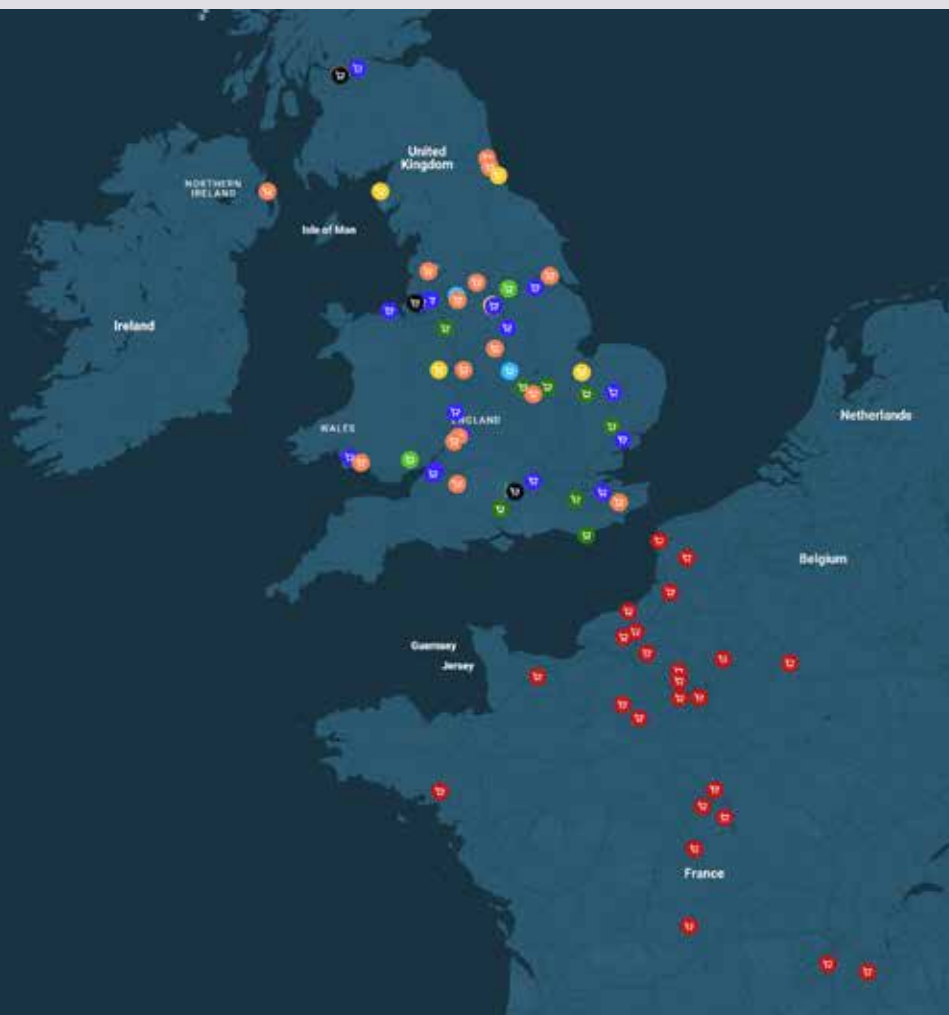 United
Kingdom
NORTHERN
IRELAND
Isle of Man
Ireland
Netherlands
WALES
ENGLAND
Belgium
Guernsey
Jersey
France